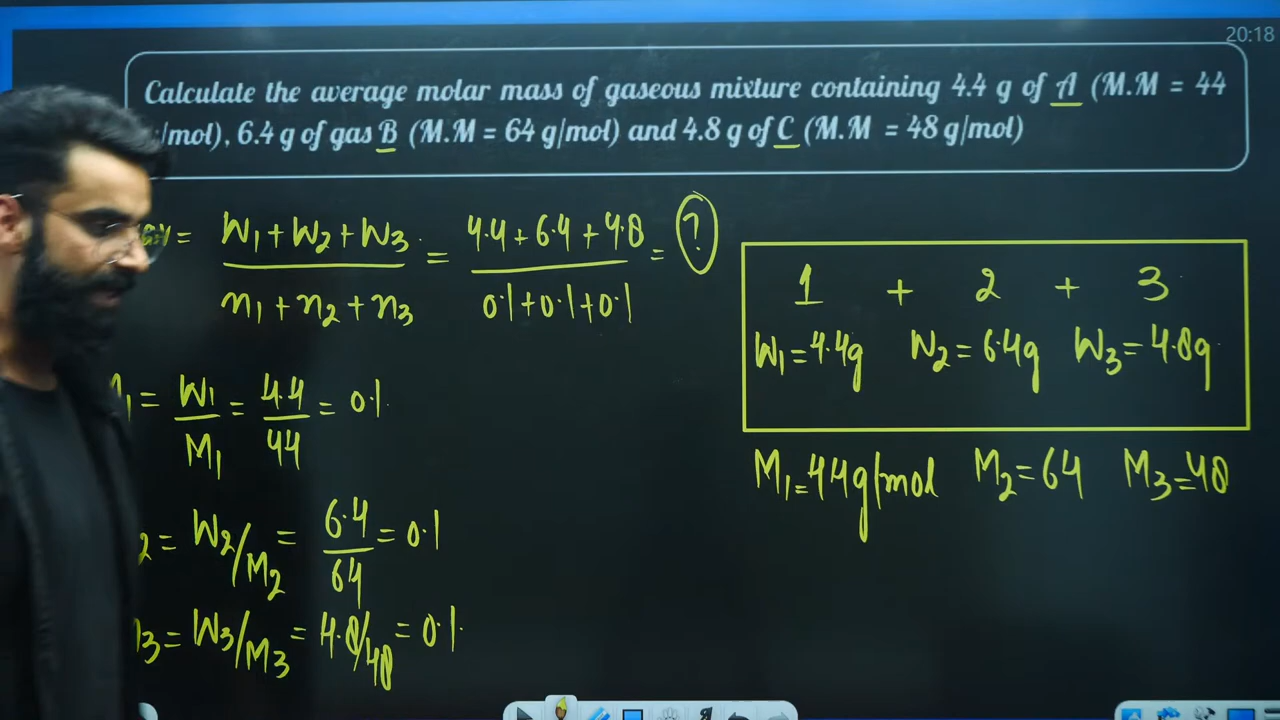 20:18
Calculate the average molar mass of gaseous mixture containing 4.4 g of A (M.M = 44
/mol), 6.4 g of gas B (M.M = 64 g/mol) and 4.8 g of C (M.M = 48 g/mol)
= W1 + W2 + W3 / n1 + n2 + n3 = 4.4 + 6.4 + 4.8 / 0.1 + 0.1 + 0.1 = ?
1 + 2 + 3
W1 = 4.4g W2 = 6.4g W3 = 4.8g
M1 = 44g/mol M2 = 64 M3 = 48
1 = W1/M1 = 4.4/44 = 0.1
2 = W2/M2 = 6.4/64 = 0.1
n3 = W3/M3 = 4.8/48 = 0.1